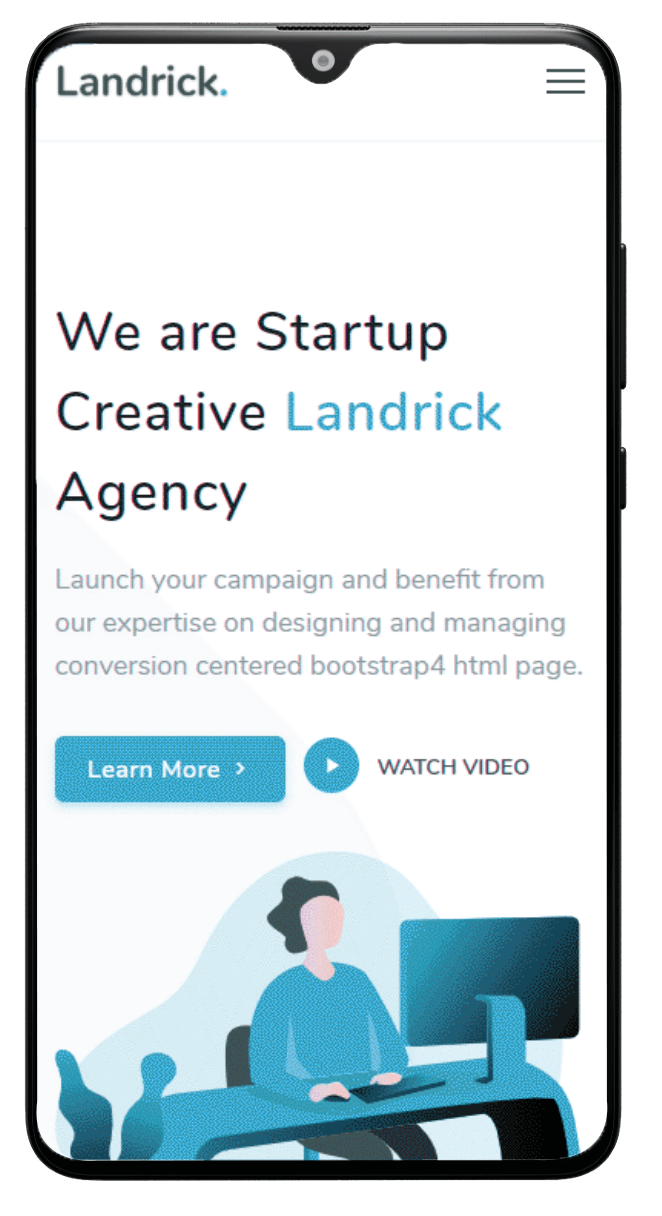 Landrick.
We are Startup
Creative Landrick
Agency
Launch your campaign and benefit from
our expertise on designing and managing
conversion centered bootstrap4 html page.
Learn More
WATCH VIDEO